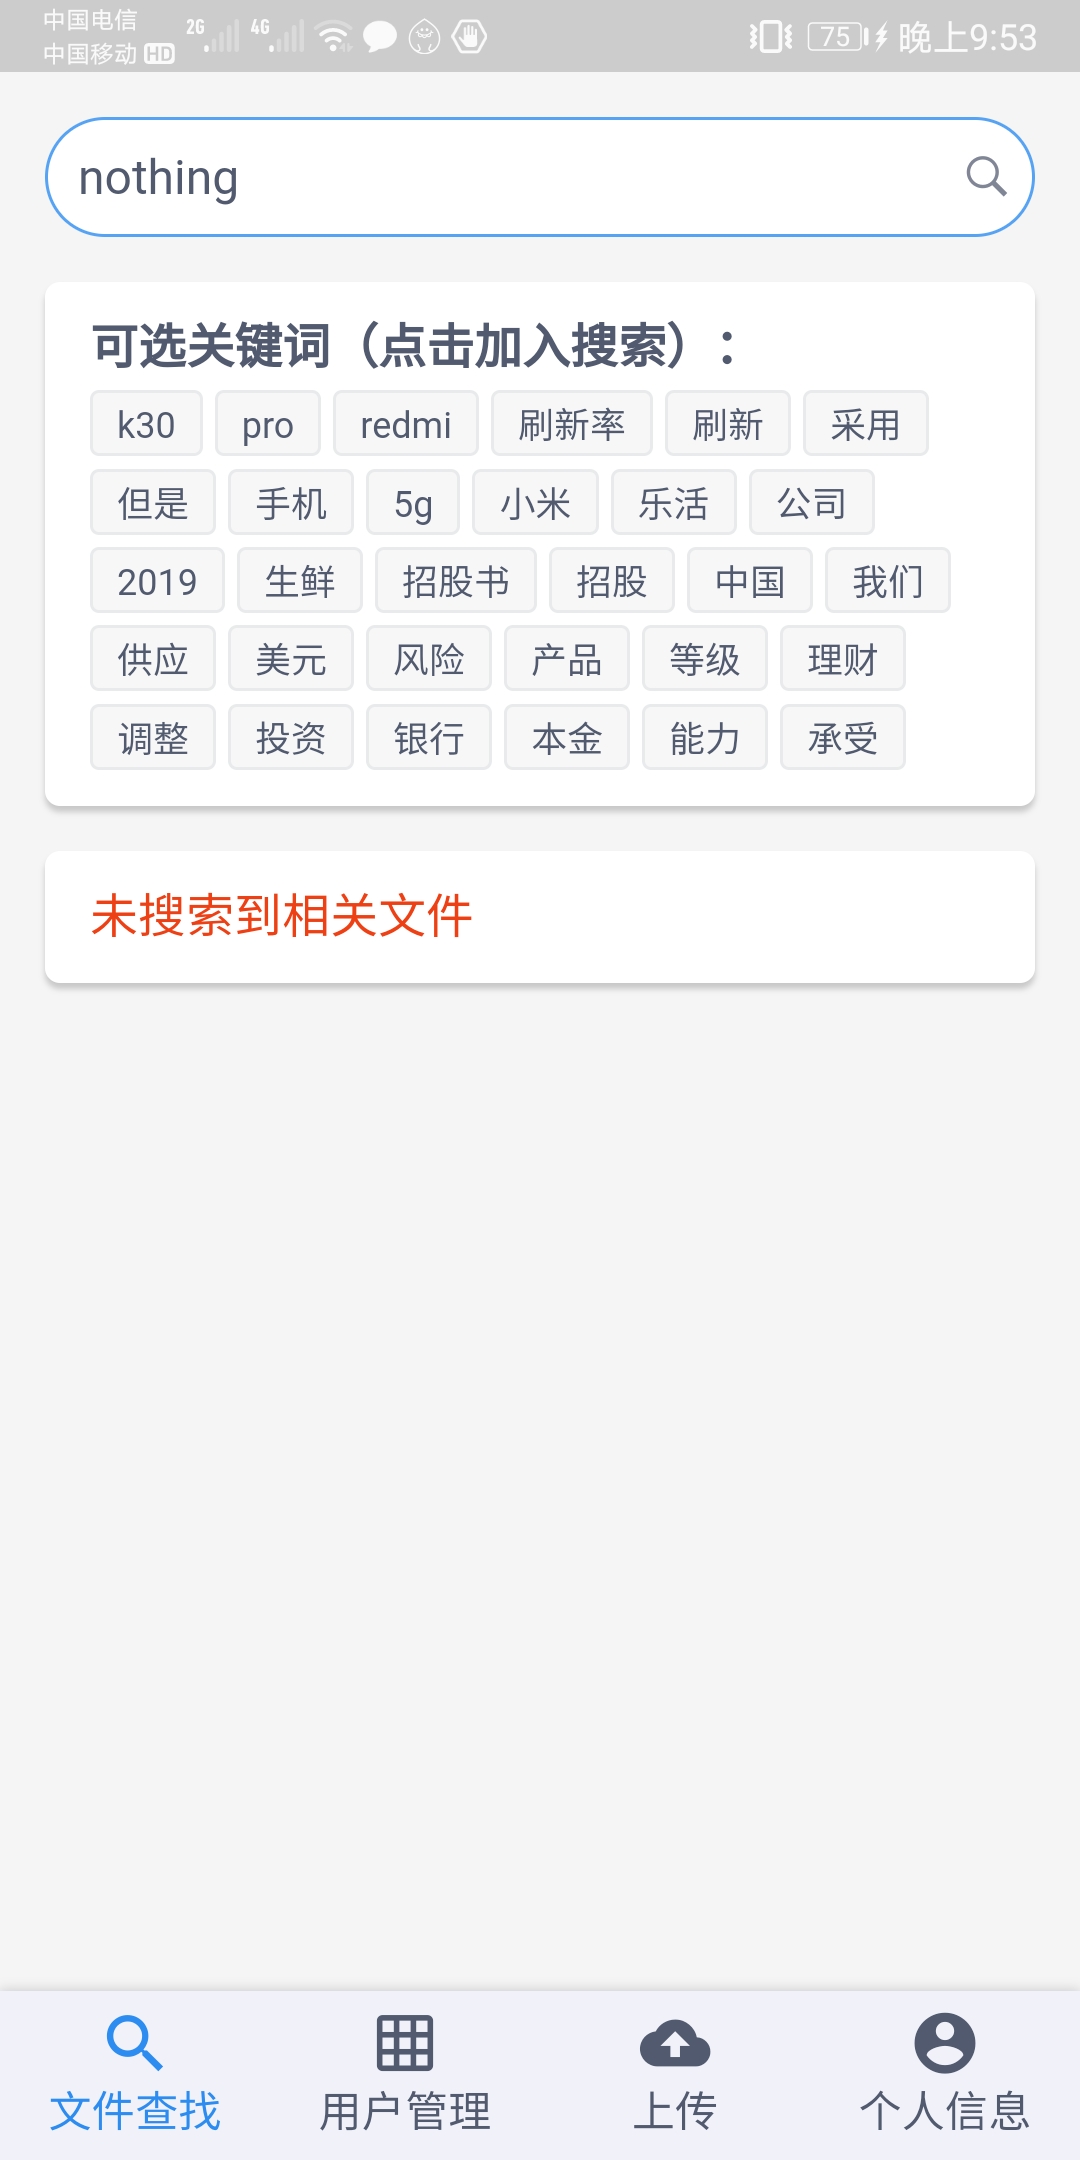 中国电信
中国移动 HD 2G 4G 75 晚上9:53
nothing
可选关键词（点击加入搜索）：
k30 pro redmi 刷新率 刷新 采用
但是 手机 5g 小米 乐活 公司
2019 生鲜 招股书 招股 中国 我们
供应 美元 风险 产品 等级 理财
调整 投资 银行 本金 能力 承受
未搜索到相关文件
文件查找 用户管理 上传 个人信息